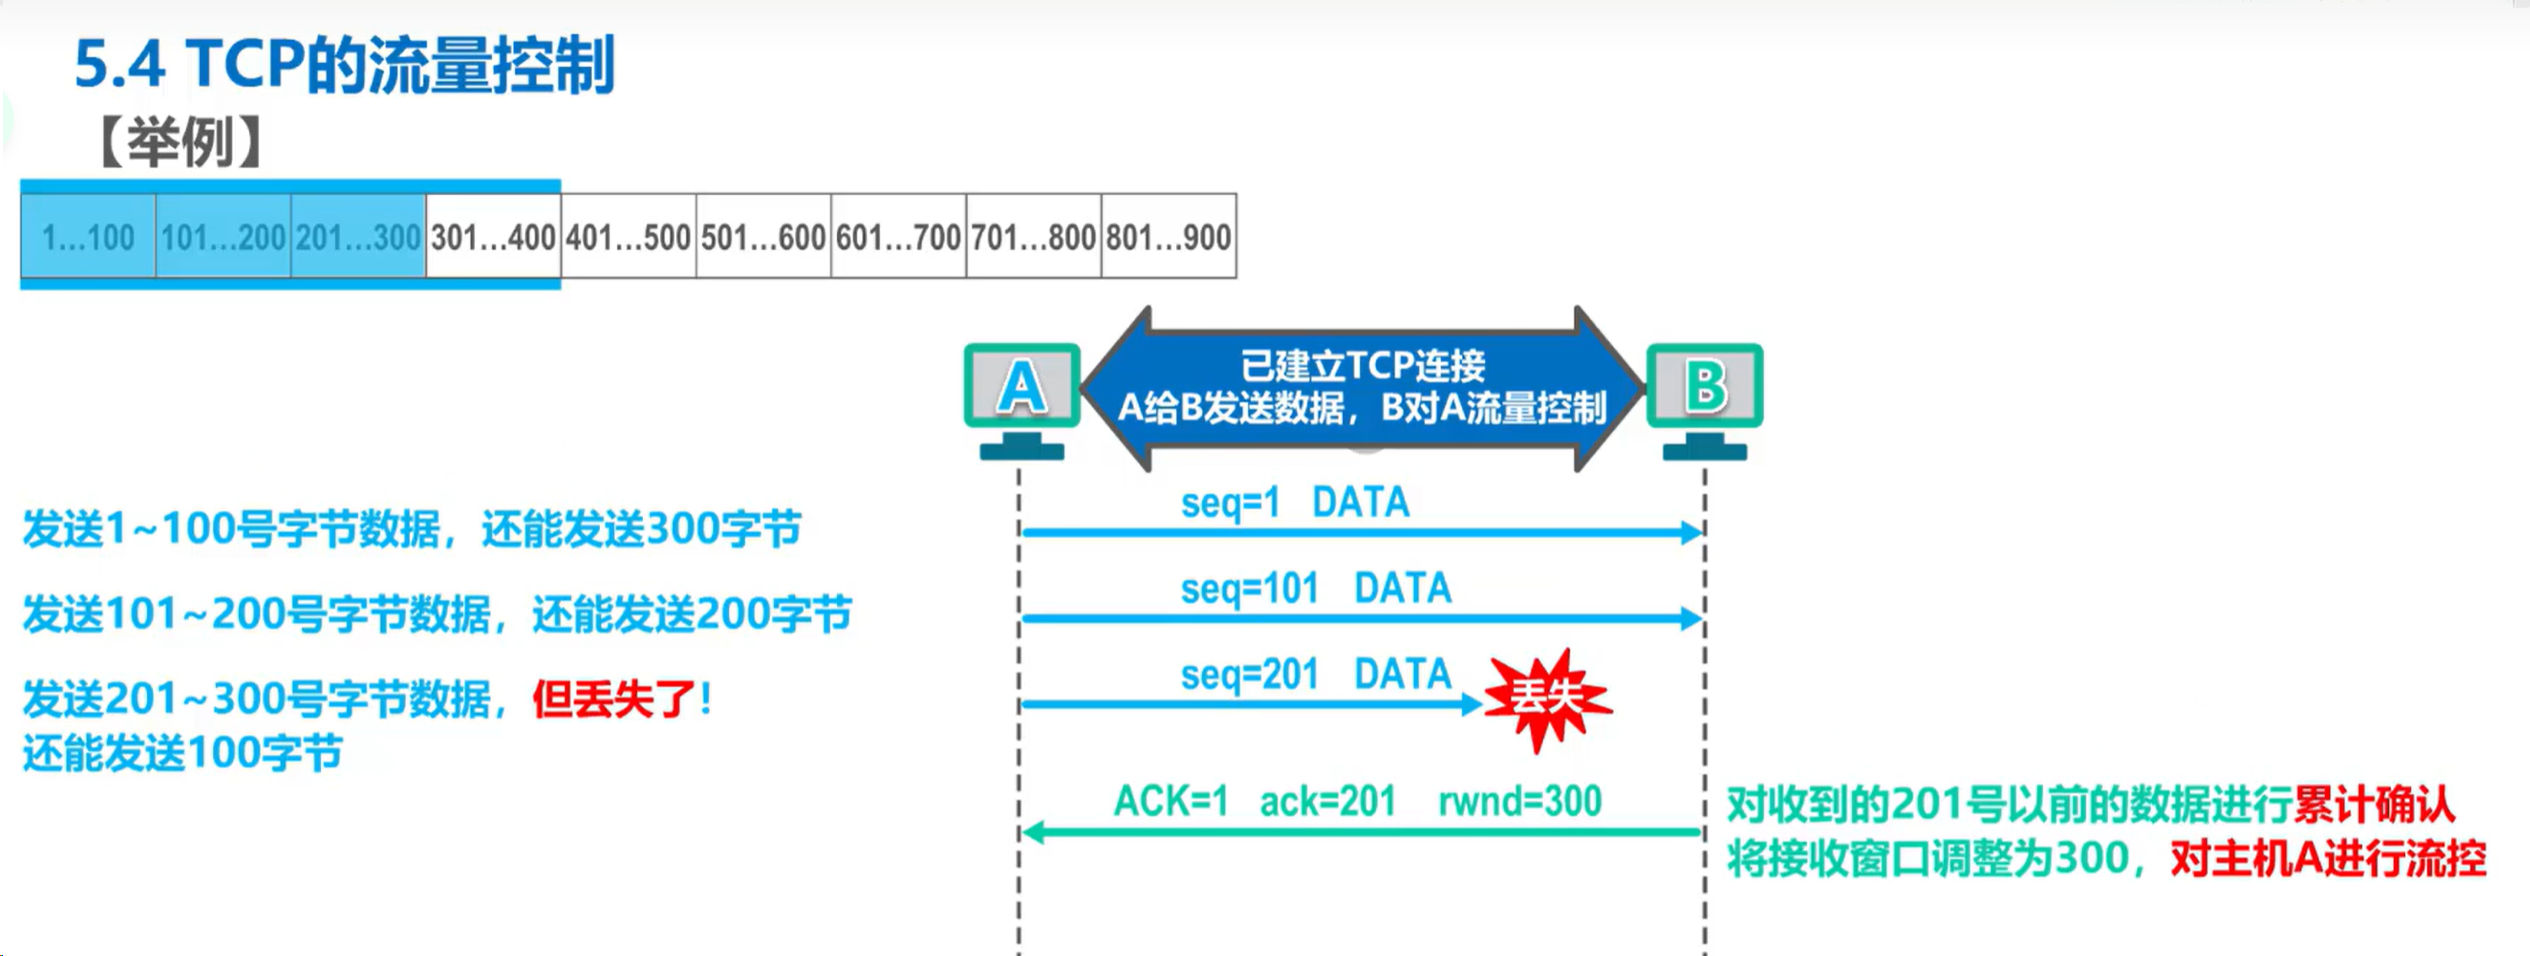 5.4 TCP的流量控制
【举例】
1...100 101...200 201...300 301...400 401...500 501...600 601...700 701...800 801...900
A
已建立TCP连接
A给B发送数据，B对A流量控制
B
seq=1 DATA
发送1~100号字节数据，还能发送300字节
seq=101 DATA
发送101~200号字节数据，还能发送200字节
seq=201 DATA
丢失
发送201~300号字节数据，但丢失了！
还能发送100字节
ACK=1 ack=201 rwnd=300
对收到的201号以前的数据进行累计确认
将接收窗口调整为300，对主机A进行流控